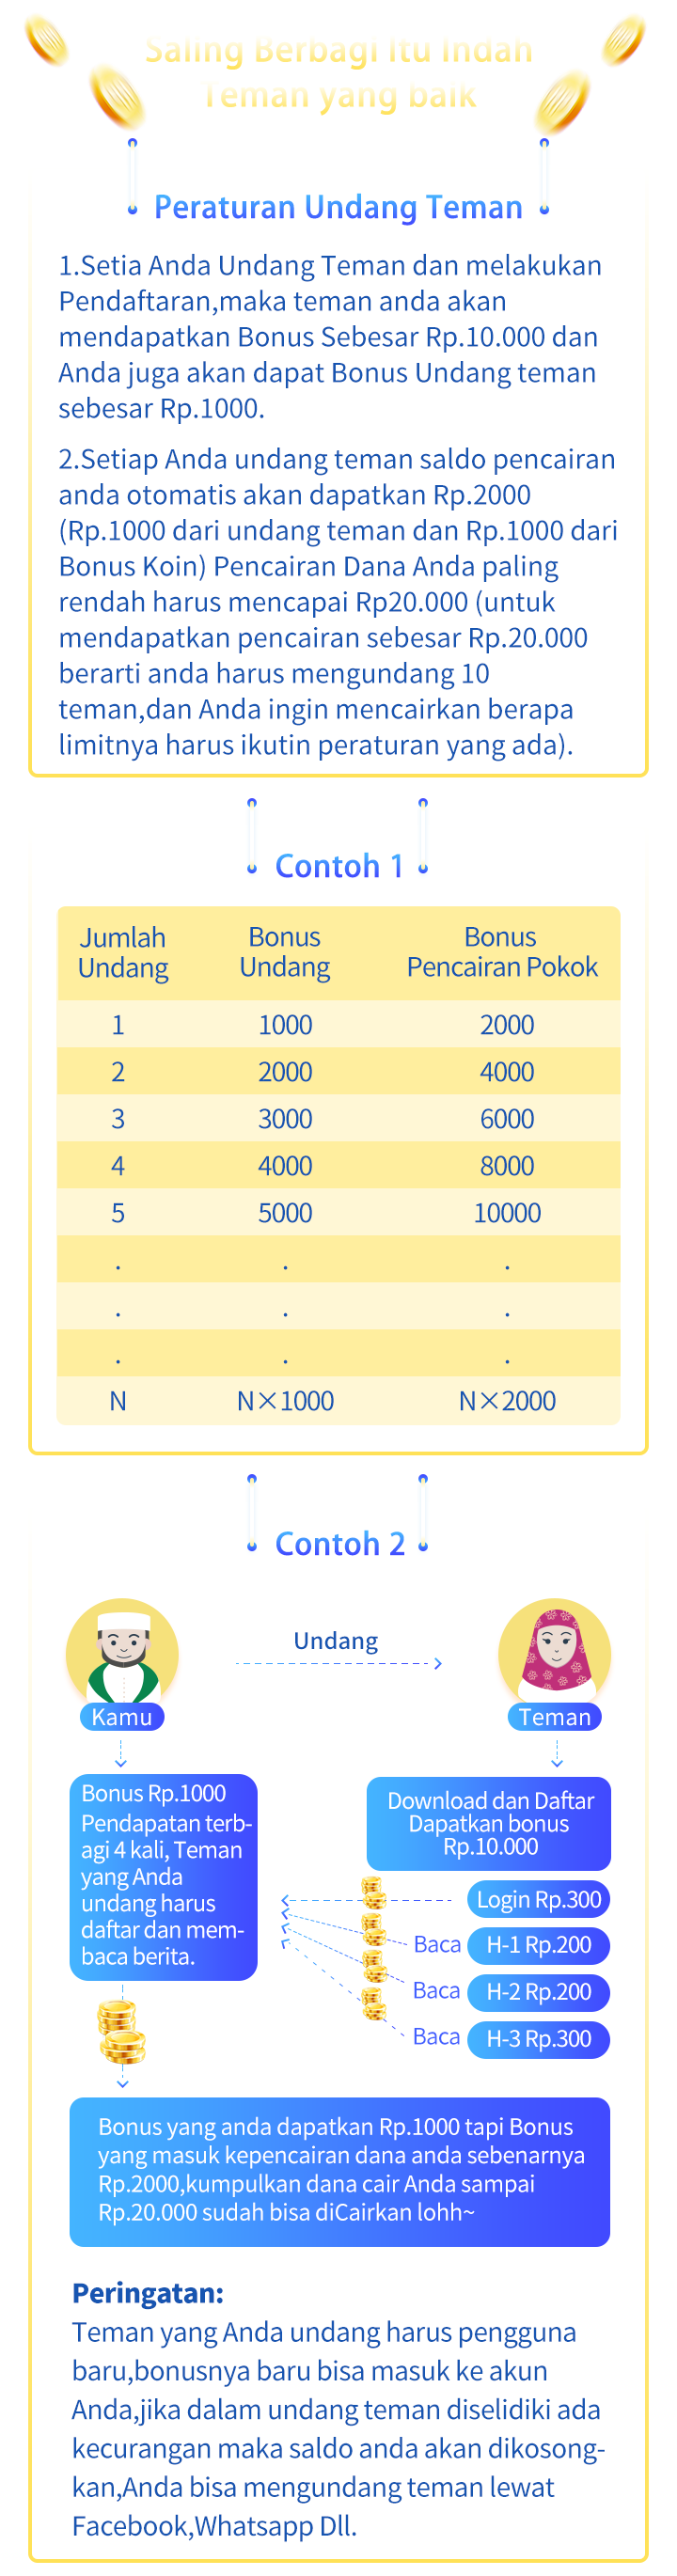 Saling Berbagi Itu Indah
Teman yang baik
Peraturan Undang Teman
1.Setia Anda Undang Teman dan melakukan
Pendaftaran,maka teman anda akan
mendapatkan Bonus Sebesar Rp.10.000 dan
Anda juga akan dapat Bonus Undang teman
sebesar Rp.1000.
2.Setiap Anda undang teman saldo pencairan
anda otomatis akan dapatkan Rp.2000
(Rp.1000 dari undang teman dan Rp.1000 dari
Bonus Koin) Pencairan Dana Anda paling
rendah harus mencapai Rp20.000 (untuk
mendapatkan pencairan sebesar Rp.20.000
berarti anda harus mengundang 10
teman,dan Anda ingin mencairkan berapa
limitnya harus ikutin peraturan yang ada).
Contoh 1
Jumlah Undang Bonus Undang Bonus Pencairan Pokok
1 1000 2000
2 2000 4000
3 3000 6000
4 4000 8000
5 5000 10000
. . .
. . .
. . .
N N×1000 N×2000
Contoh 2
Undang
Kamu
Teman
Bonus Rp.1000
Pendapatan terb-
agi 4 kali, Teman
yang Anda
undang harus
daftar dan mem-
baca berita.
Download dan Daftar
Dapatkan bonus
Rp.10.000
Login Rp.300
Baca H-1 Rp.200
Baca H-2 Rp.200
Baca H-3 Rp.300
Bonus yang anda dapatkan Rp.1000 tapi Bonus
yang masuk kepencairan dana anda sebenarnya
Rp.2000,kumpulkan dana cair Anda sampai
Rp.20.000 sudah bisa diCairkan lohh~
Peringatan:
Teman yang Anda undang harus pengguna
baru,bonusnya baru bisa masuk ke akun
Anda,jika dalam undang teman diselidiki ada
kecurangan maka saldo anda akan dikosong-
kan,Anda bisa mengundang teman lewat
Facebook,Whatsapp Dll.